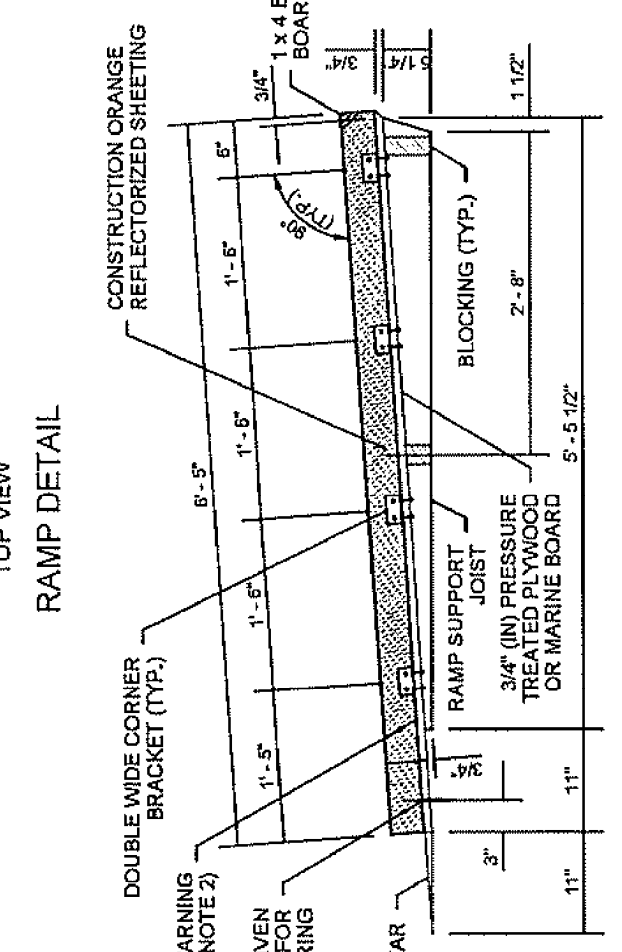 TOP VIEW
RAMP DETAIL
CONSTRUCTION ORANGE
REFLECTORIZED SHEETING
DOUBLE WIDE CORNER
BRACKET (TYP.)
ARNING
NOTE 2)
VEN
FOR
RING
AR
1 x 4
BOAR
3/4"
6"
1' - 6"
1' - 6"
1' - 6"
1' - 5"
6' - 5"
90°
(TYP.)
3/4"
5 1/4"
1 1/2"
BLOCKING (TYP.)
2' - 8"
5' - 5 1/2"
RAMP SUPPORT
JOIST
3/4" (IN) PRESSURE
TREATED PLYWOOD
OR MARINE BOARD
3/4"
11"
3"
11"